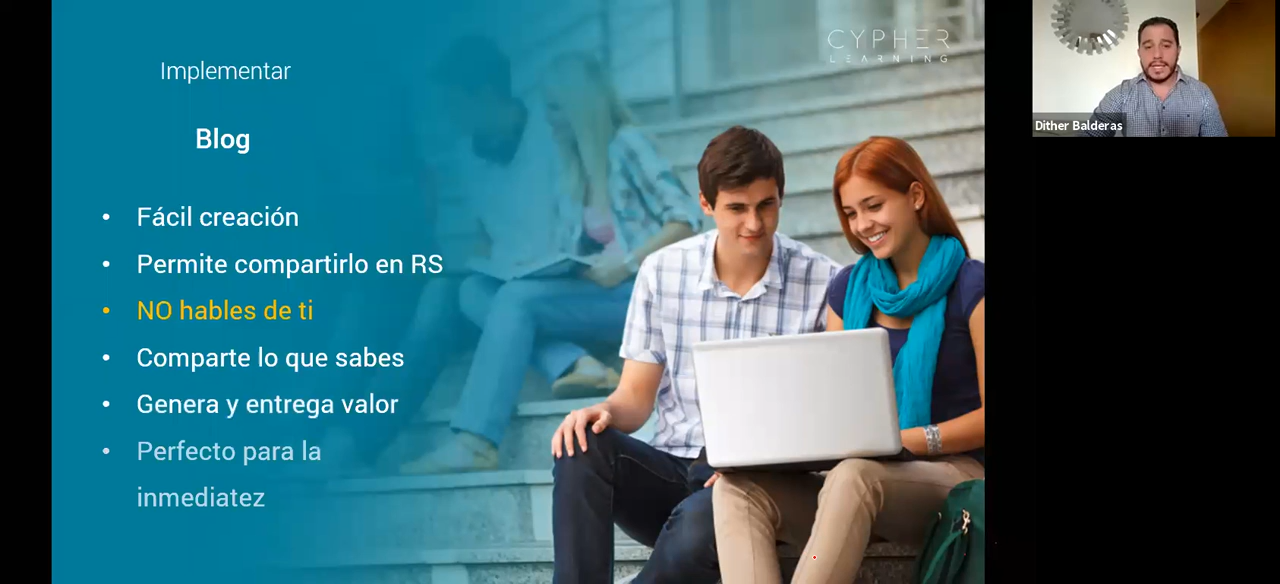 CYPHER
LEARNING
Implementar
Blog
• Fácil creación
• Permite compartirlo en RS
• NO hables de ti
• Comparte lo que sabes
• Genera y entrega valor
• Perfecto para la
inmediatez
Dither Balderas